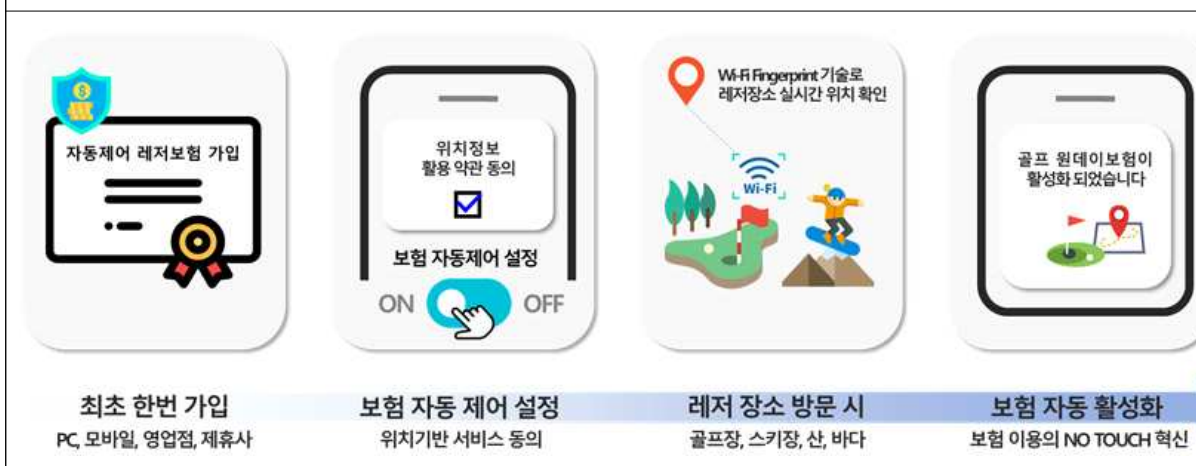 자동제어 레저보험 가입
위치정보
활용 약관 동의
보험 자동제어 설정
ON
OFF
Wi-Fi Fingerprint 기술로
레저장소 실시간 위치 확인
Wi-Fi
골프 원데이보험이
활성화 되었습니다
최초 한번 가입
PC, 모바일, 영업점, 제휴사
보험 자동 제어 설정
위치기반 서비스 동의
레저 장소 방문 시
골프장, 스키장, 산, 바다
보험 자동 활성화
보험 이용의 NO TOUCH 혁신